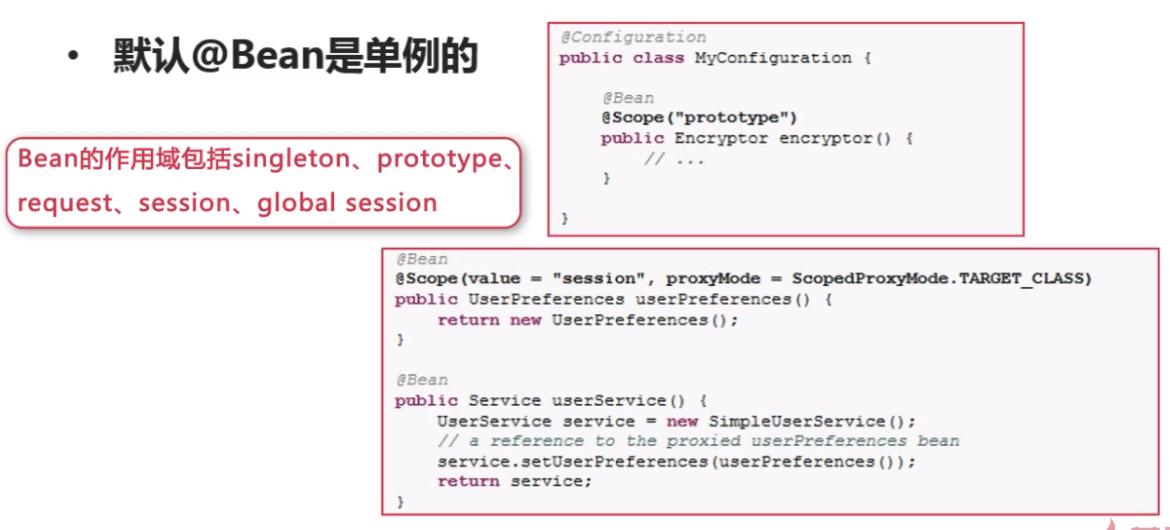 • 默认@Bean是单例的
Bean的作用域包括singleton、prototype、
request、session、global session
@Configuration
public class MyConfiguration {
@Bean
@Scope("prototype")
public Encryptor encryptor() {
// ...
}
}
@Bean
@Scope(value = "session", proxyMode = ScopedProxyMode.TARGET_CLASS)
public UserPreferences userPreferences() {
return new UserPreferences();
}
@Bean
public Service userService() {
UserService service = new SimpleUserService();
// a reference to the proxied userPreferences bean
service.setUserPreferences(userPreferences());
return service;
}